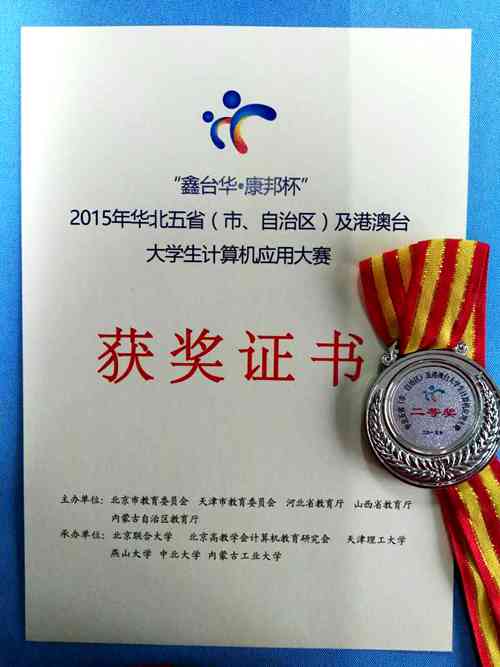 “鑫台华·康邦杯”
2015年华北五省（市、自治区）及港澳台
大学生计算机应用大赛
获奖证书
主办单位：北京市教育委员会 天津市教育委员会 河北省教育厅 山西省教育厅
内蒙古自治区教育厅
承办单位：北京联合大学 北京高教学会计算机教育研究会 天津理工大学
燕山大学 中北大学 内蒙古工业大学
二等奖